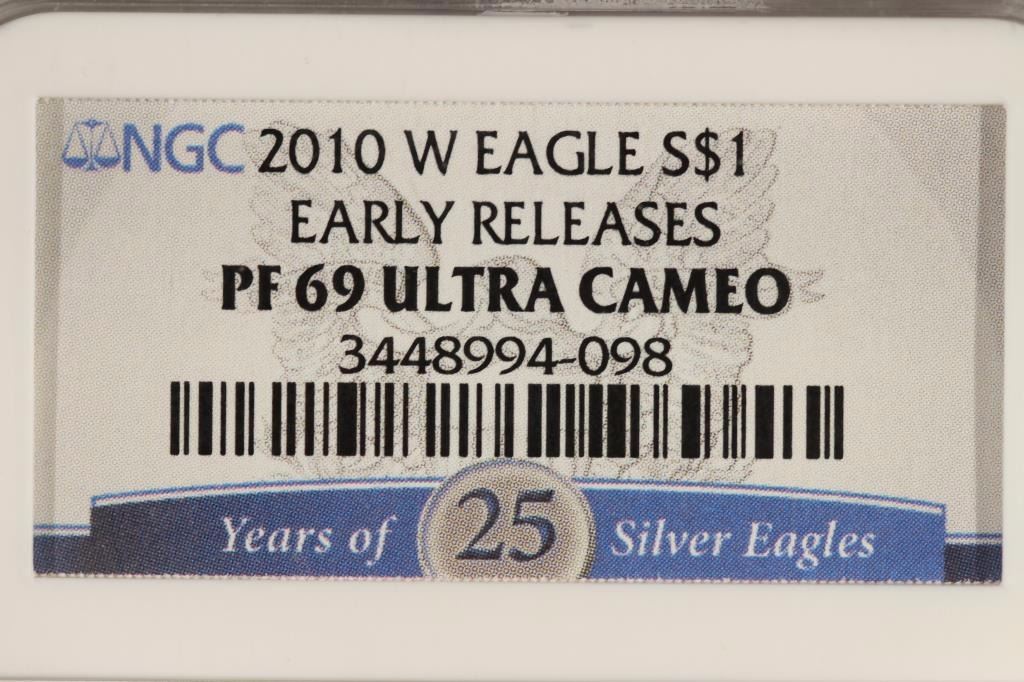 NGC 2010 W EAGLE S$1
EARLY RELEASES
PF 69 ULTRA CAMEO
3448994-098
Years of 25 Silver Eagles